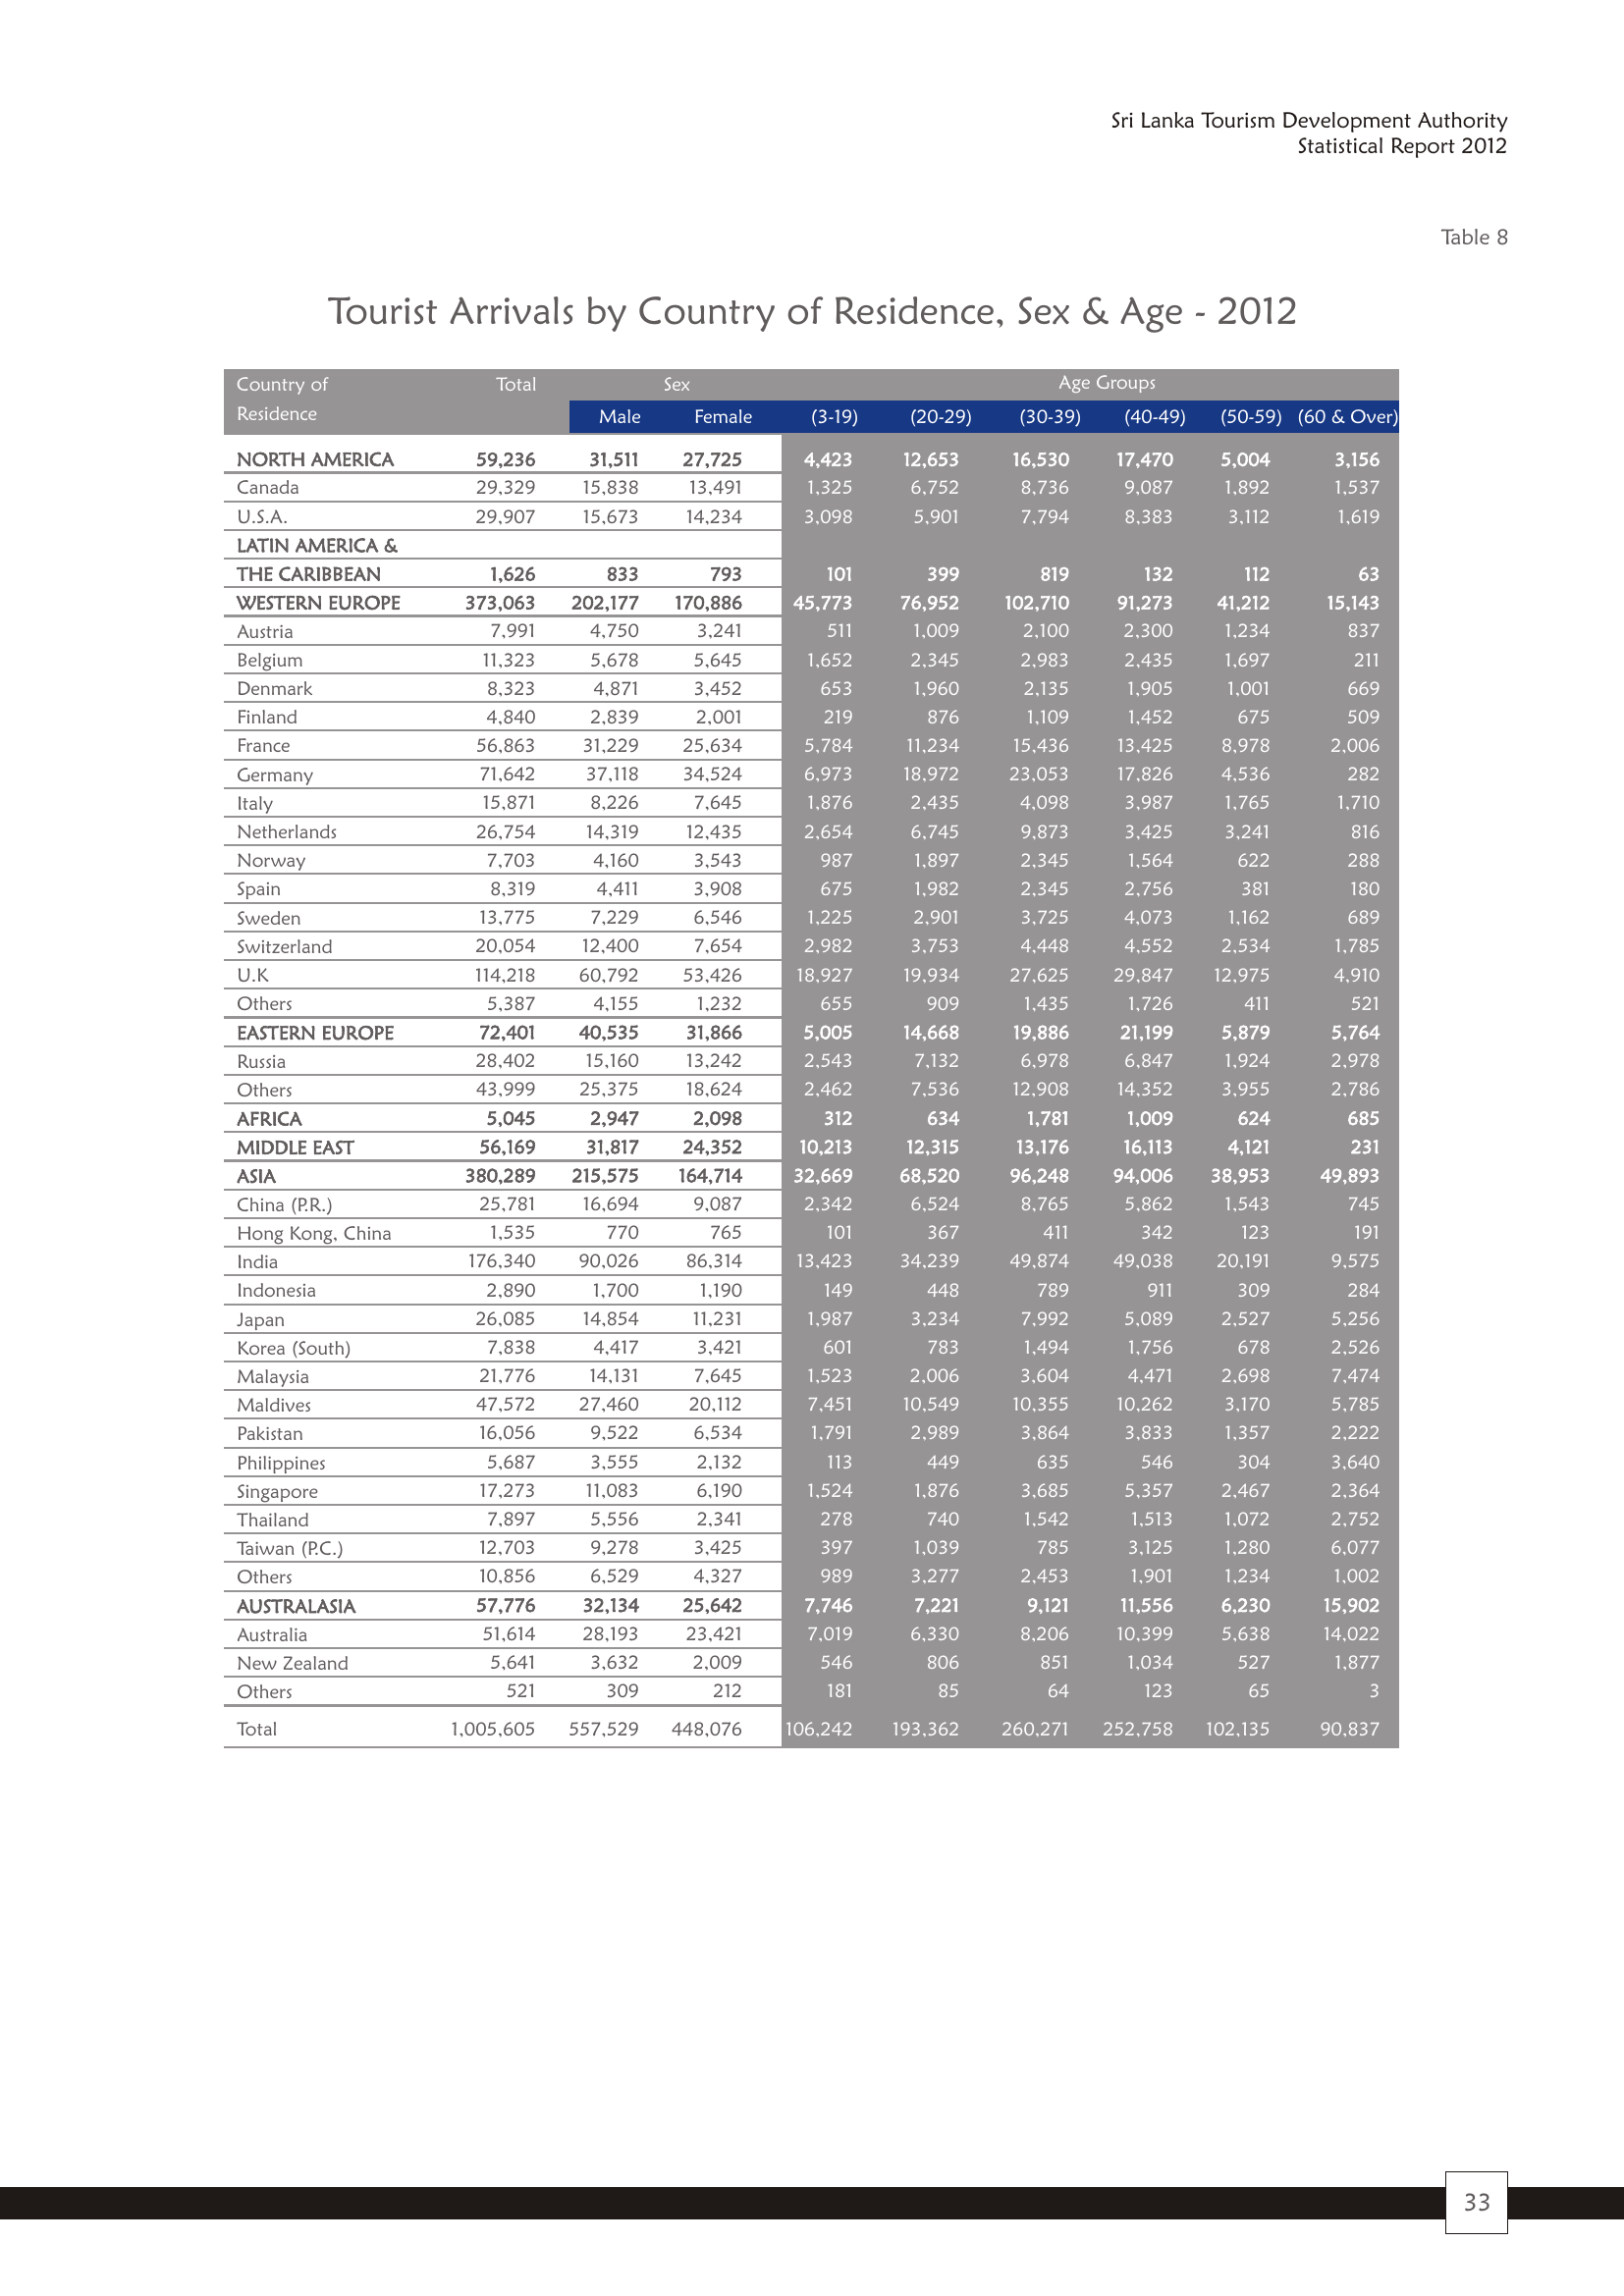 Sri Lanka Tourism Development Authority
Statistical Report 2012
Table 8
Tourist Arrivals by Country of Residence, Sex & Age - 2012
Country of Total Sex Age Groups
Residence Male Female (3-19) (20-29) (30-39) (40-49) (50-59) (60 & Over)
NORTH AMERICA 59,236 31,511 27,725 4,423 12,653 16,530 17,470 5,004 3,156
Canada 29,329 15,838 13,491 1,325 6,752 8,736 9,087 1,892 1,537
U.S.A. 29,907 15,673 14,234 3,098 5,901 7,794 8,383 3,112 1,619
LATIN AMERICA &
THE CARIBBEAN 1,626 833 793 101 399 819 132 112 63
WESTERN EUROPE 373,063 202,177 170,886 45,773 76,952 102,710 91,273 41,212 15,143
Austria 7,991 4,750 3,241 511 1,009 2,100 2,300 1,234 837
Belgium 11,323 5,678 5,645 1,652 2,345 2,983 2,435 1,697 211
Denmark 8,323 4,871 3,452 653 1,960 2,135 1,905 1,001 669
Finland 4,840 2,839 2,001 219 876 1,109 1,452 675 509
France 56,863 31,229 25,634 5,784 11,234 15,436 13,425 8,978 2,006
Germany 71,642 37,118 34,524 6,973 18,972 23,053 17,826 4,536 282
Italy 15,871 8,226 7,645 1,876 2,435 4,098 3,987 1,765 1,710
Netherlands 26,754 14,319 12,435 2,654 6,745 9,873 3,425 3,241 816
Norway 7,703 4,160 3,543 987 1,897 2,345 1,564 622 288
Spain 8,319 4,411 3,908 675 1,982 2,345 2,756 381 180
Sweden 13,775 7,229 6,546 1,225 2,901 3,725 4,073 1,162 689
Switzerland 20,054 12,400 7,654 2,982 3,753 4,448 4,552 2,534 1,785
U.K 114,218 60,792 53,426 18,927 19,934 27,625 29,847 12,975 4,910
Others 5,387 4,155 1,232 655 909 1,435 1,726 411 521
EASTERN EUROPE 72,401 40,535 31,866 5,005 14,668 19,886 21,199 5,879 5,764
Russia 28,402 15,160 13,242 2,543 7,132 6,978 6,847 1,924 2,978
Others 43,999 25,375 18,624 2,462 7,536 12,908 14,352 3,955 2,786
AFRICA 5,045 2,947 2,098 312 634 1,781 1,009 624 685
MIDDLE EAST 56,169 31,817 24,352 10,213 12,315 13,176 16,113 4,121 231
ASIA 380,289 215,575 164,714 32,669 68,520 96,248 94,006 38,953 49,893
China (P.R.) 25,781 16,694 9,087 2,342 6,524 8,765 5,862 1,543 745
Hong Kong, China 1,535 770 765 101 367 411 342 123 191
India 176,340 90,026 86,314 13,423 34,239 49,874 49,038 20,191 9,575
Indonesia 2,890 1,700 1,190 149 448 789 911 309 284
Japan 26,085 14,854 11,231 1,987 3,234 7,992 5,089 2,527 5,256
Korea (South) 7,838 4,417 3,421 601 783 1,494 1,756 678 2,526
Malaysia 21,776 14,131 7,645 1,523 2,006 3,604 4,471 2,698 7,474
Maldives 47,572 27,460 20,112 7,451 10,549 10,355 10,262 3,170 5,785
Pakistan 16,056 9,522 6,534 1,791 2,989 3,864 3,833 1,357 2,222
Philippines 5,687 3,555 2,132 113 449 635 546 304 3,640
Singapore 17,273 11,083 6,190 1,524 1,876 3,685 5,357 2,467 2,364
Thailand 7,897 5,556 2,341 278 740 1,542 1,513 1,072 2,752
Taiwan (P.C.) 12,703 9,278 3,425 397 1,039 785 3,125 1,280 6,077
Others 10,856 6,529 4,327 989 3,277 2,453 1,901 1,234 1,002
AUSTRALASIA 57,776 32,134 25,642 7,746 7,221 9,121 11,556 6,230 15,902
Australia 51,614 28,193 23,421 7,019 6,330 8,206 10,399 5,638 14,022
New Zealand 5,641 3,632 2,009 546 806 851 1,034 527 1,877
Others 521 309 212 181 85 64 123 65 3
Total 1,005,605 557,529 448,076 106,242 193,362 260,271 252,758 102,135 90,837
33